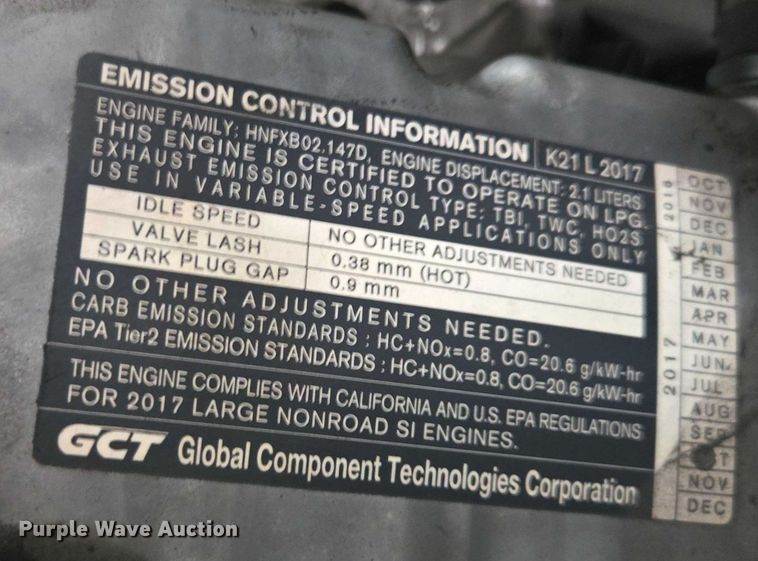 EMISSION CONTROL INFORMATION K21 L 2017
ENGINE FAMILY: HNFXB02.147D, ENGINE DISPLACEMENT: 2.1 LITERS
THIS ENGINE IS CERTIFIED TO OPERATE ON LPG.
EXHAUST EMISSION CONTROL TYPE: TBI, TWC, HO2S
USE IN VARIABLE-SPEED APPLICATIONS ONLY
IDLE SPEED NO OTHER ADJUSTMENTS NEEDED
VALVE LASH 0.38 mm (HOT)
SPARK PLUG GAP 0.9 mm
NO OTHER ADJUSTMENTS NEEDED.
CARB EMISSION STANDARDS : HC+NOx=0.8, CO=20.6 g/kW-hr
EPA Tier2 EMISSION STANDARDS : HC+NOx=0.8, CO=20.6 g/kW-hr
THIS ENGINE COMPLIES WITH CALIFORNIA AND U.S. EPA REGULATIONS
FOR 2017 LARGE NONROAD SI ENGINES.
GCT Global Component Technologies Corporation
2016
OCT
NOV
DEC
2017
JAN
FEB
MAR
APR
MAY
JUN
JUL
AUG
SEP
NOV
DEC
Purple Wave Auction